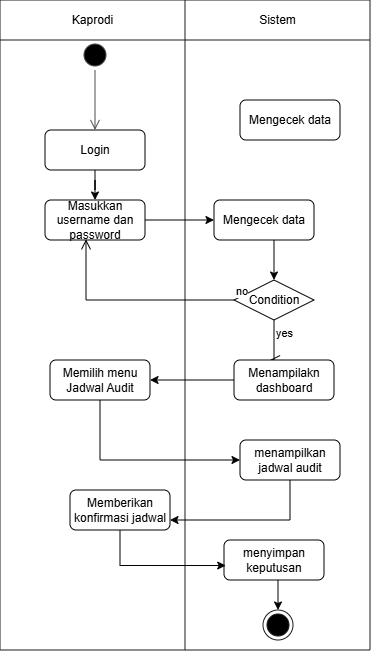 Kaprodi
Sistem
Mengecek data
Login
Masukkan
username dan
password
Mengecek data
no
Condition
yes
Memilih menu
Jadwal Audit
Menampilakn
dashboard
menampilkan
jadwal audit
Memberikan
konfirmasi jadwal
menyimpan
keputusan